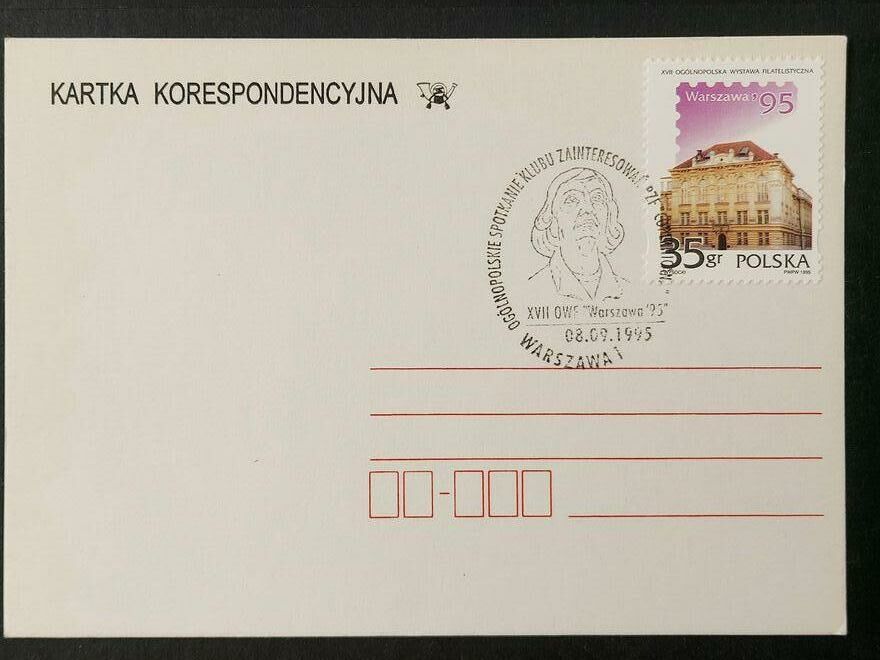 KARTKA KORESPONDENCYJNA
XVII OGÓLNOPOLSKA WYSTAWA FILATELISTYCZNA
Warszawa 95
35gr POLSKA
PWPW 1995
OGÓLNOPOLSKIE SPOTKANIE KLUBU ZAINTERESOWAŃ PZF
XVII OWF "Warszawa '95"
08.09.1995
WARSZAWA 1